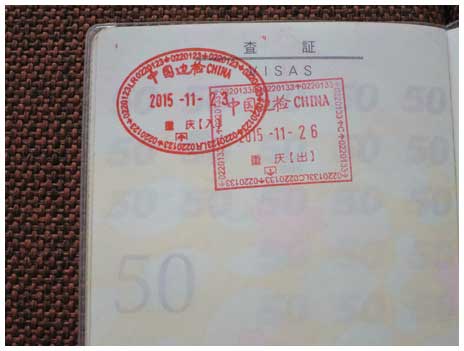 査 証
VISAS
中国边检 CHINA
2015-11-23
重庆【入】
中国边检 CHINA
2015-11-26
重庆【出】
50